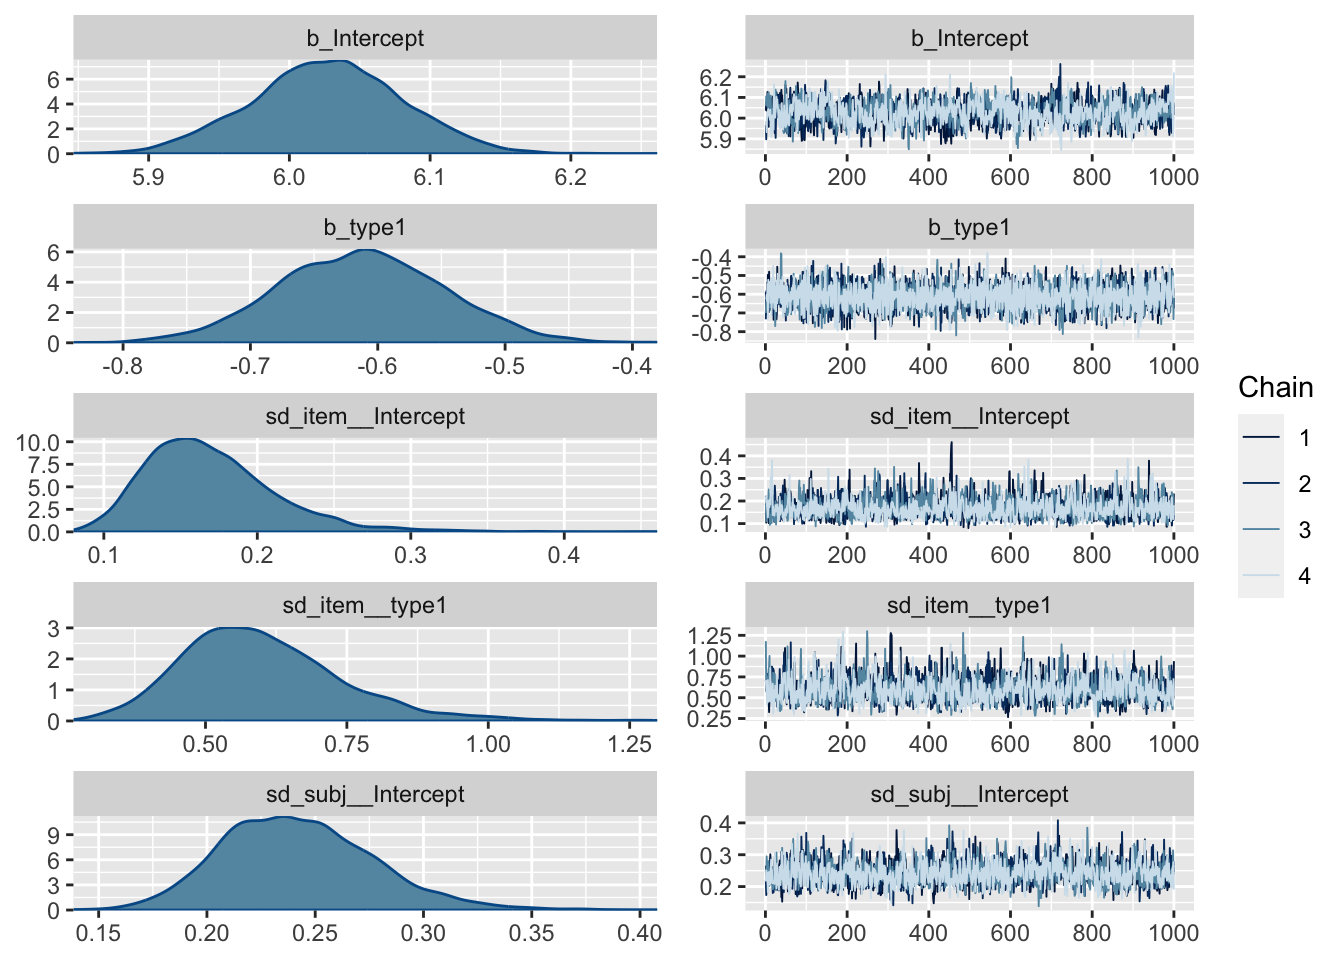 b_Intercept
b_Intercept
6
4
2
0
5.9 6.0 6.1 6.2
6.2
6.1
6.0
5.9
0 200 400 600 800 1000
b_type1
b_type1
6
4
2
0
-0.8 -0.7 -0.6 -0.5 -0.4
-0.4
-0.5
-0.6
-0.7
-0.8
0 200 400 600 800 1000
sd_item__Intercept
sd_item__Intercept
10.0
7.5
5.0
2.5
0.0
0.1 0.2 0.3 0.4
0.4
0.3
0.2
0.1
0 200 400 600 800 1000
sd_item__type1
sd_item__type1
3
2
1
0
0.50 0.75 1.00 1.25
1.25
1.00
0.75
0.50
0.25
0 200 400 600 800 1000
sd_subj__Intercept
sd_subj__Intercept
9
6
3
0
0.15 0.20 0.25 0.30 0.35 0.40
0.4
0.3
0.2
0 200 400 600 800 1000
Chain
1
2
3
4